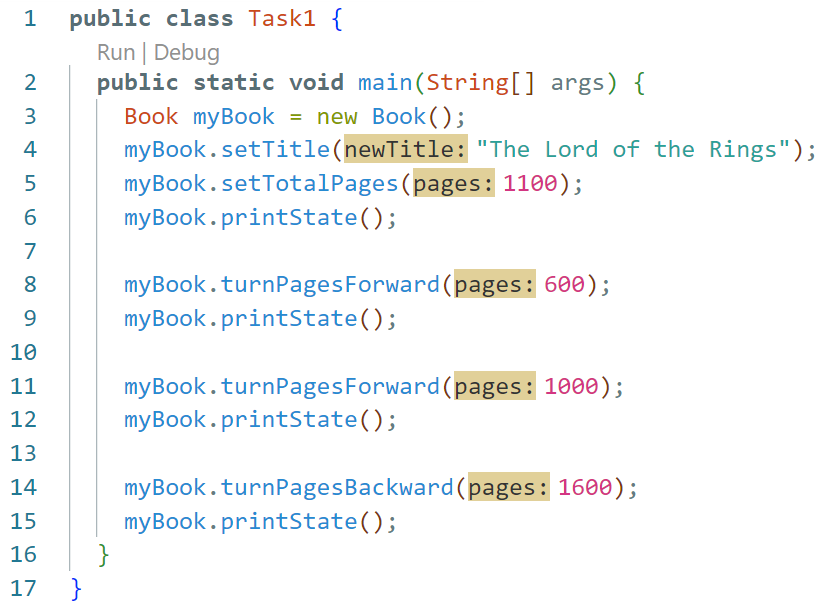 1 public class Task1 {
Run | Debug
2 public static void main(String[] args) {
3 Book myBook = new Book();
4 myBook.setTitle(newTitle: "The Lord of the Rings");
5 myBook.setTotalPages(pages: 1100);
6 myBook.printState();
7
8 myBook.turnPagesForward(pages: 600);
9 myBook.printState();
10
11 myBook.turnPagesForward(pages: 1000);
12 myBook.printState();
13
14 myBook.turnPagesBackward(pages: 1600);
15 myBook.printState();
16 }
17 }